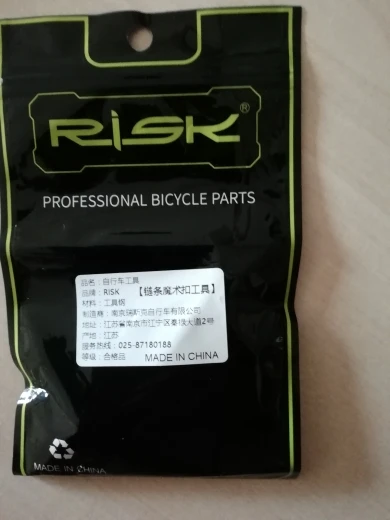 RiSK®
PROFESSIONAL BICYCLE PARTS
品名：自行车工具
品牌：RISK 【链条魔术扣工具】
材料：工具钢
制造商：南京瑞斯克自行车有限公司
地址：江苏省南京市江宁区秦禄大道2号
产地：江苏
服务热线：025-87180188
等级：合格品 MADE IN CHINA
MADE IN CHINA